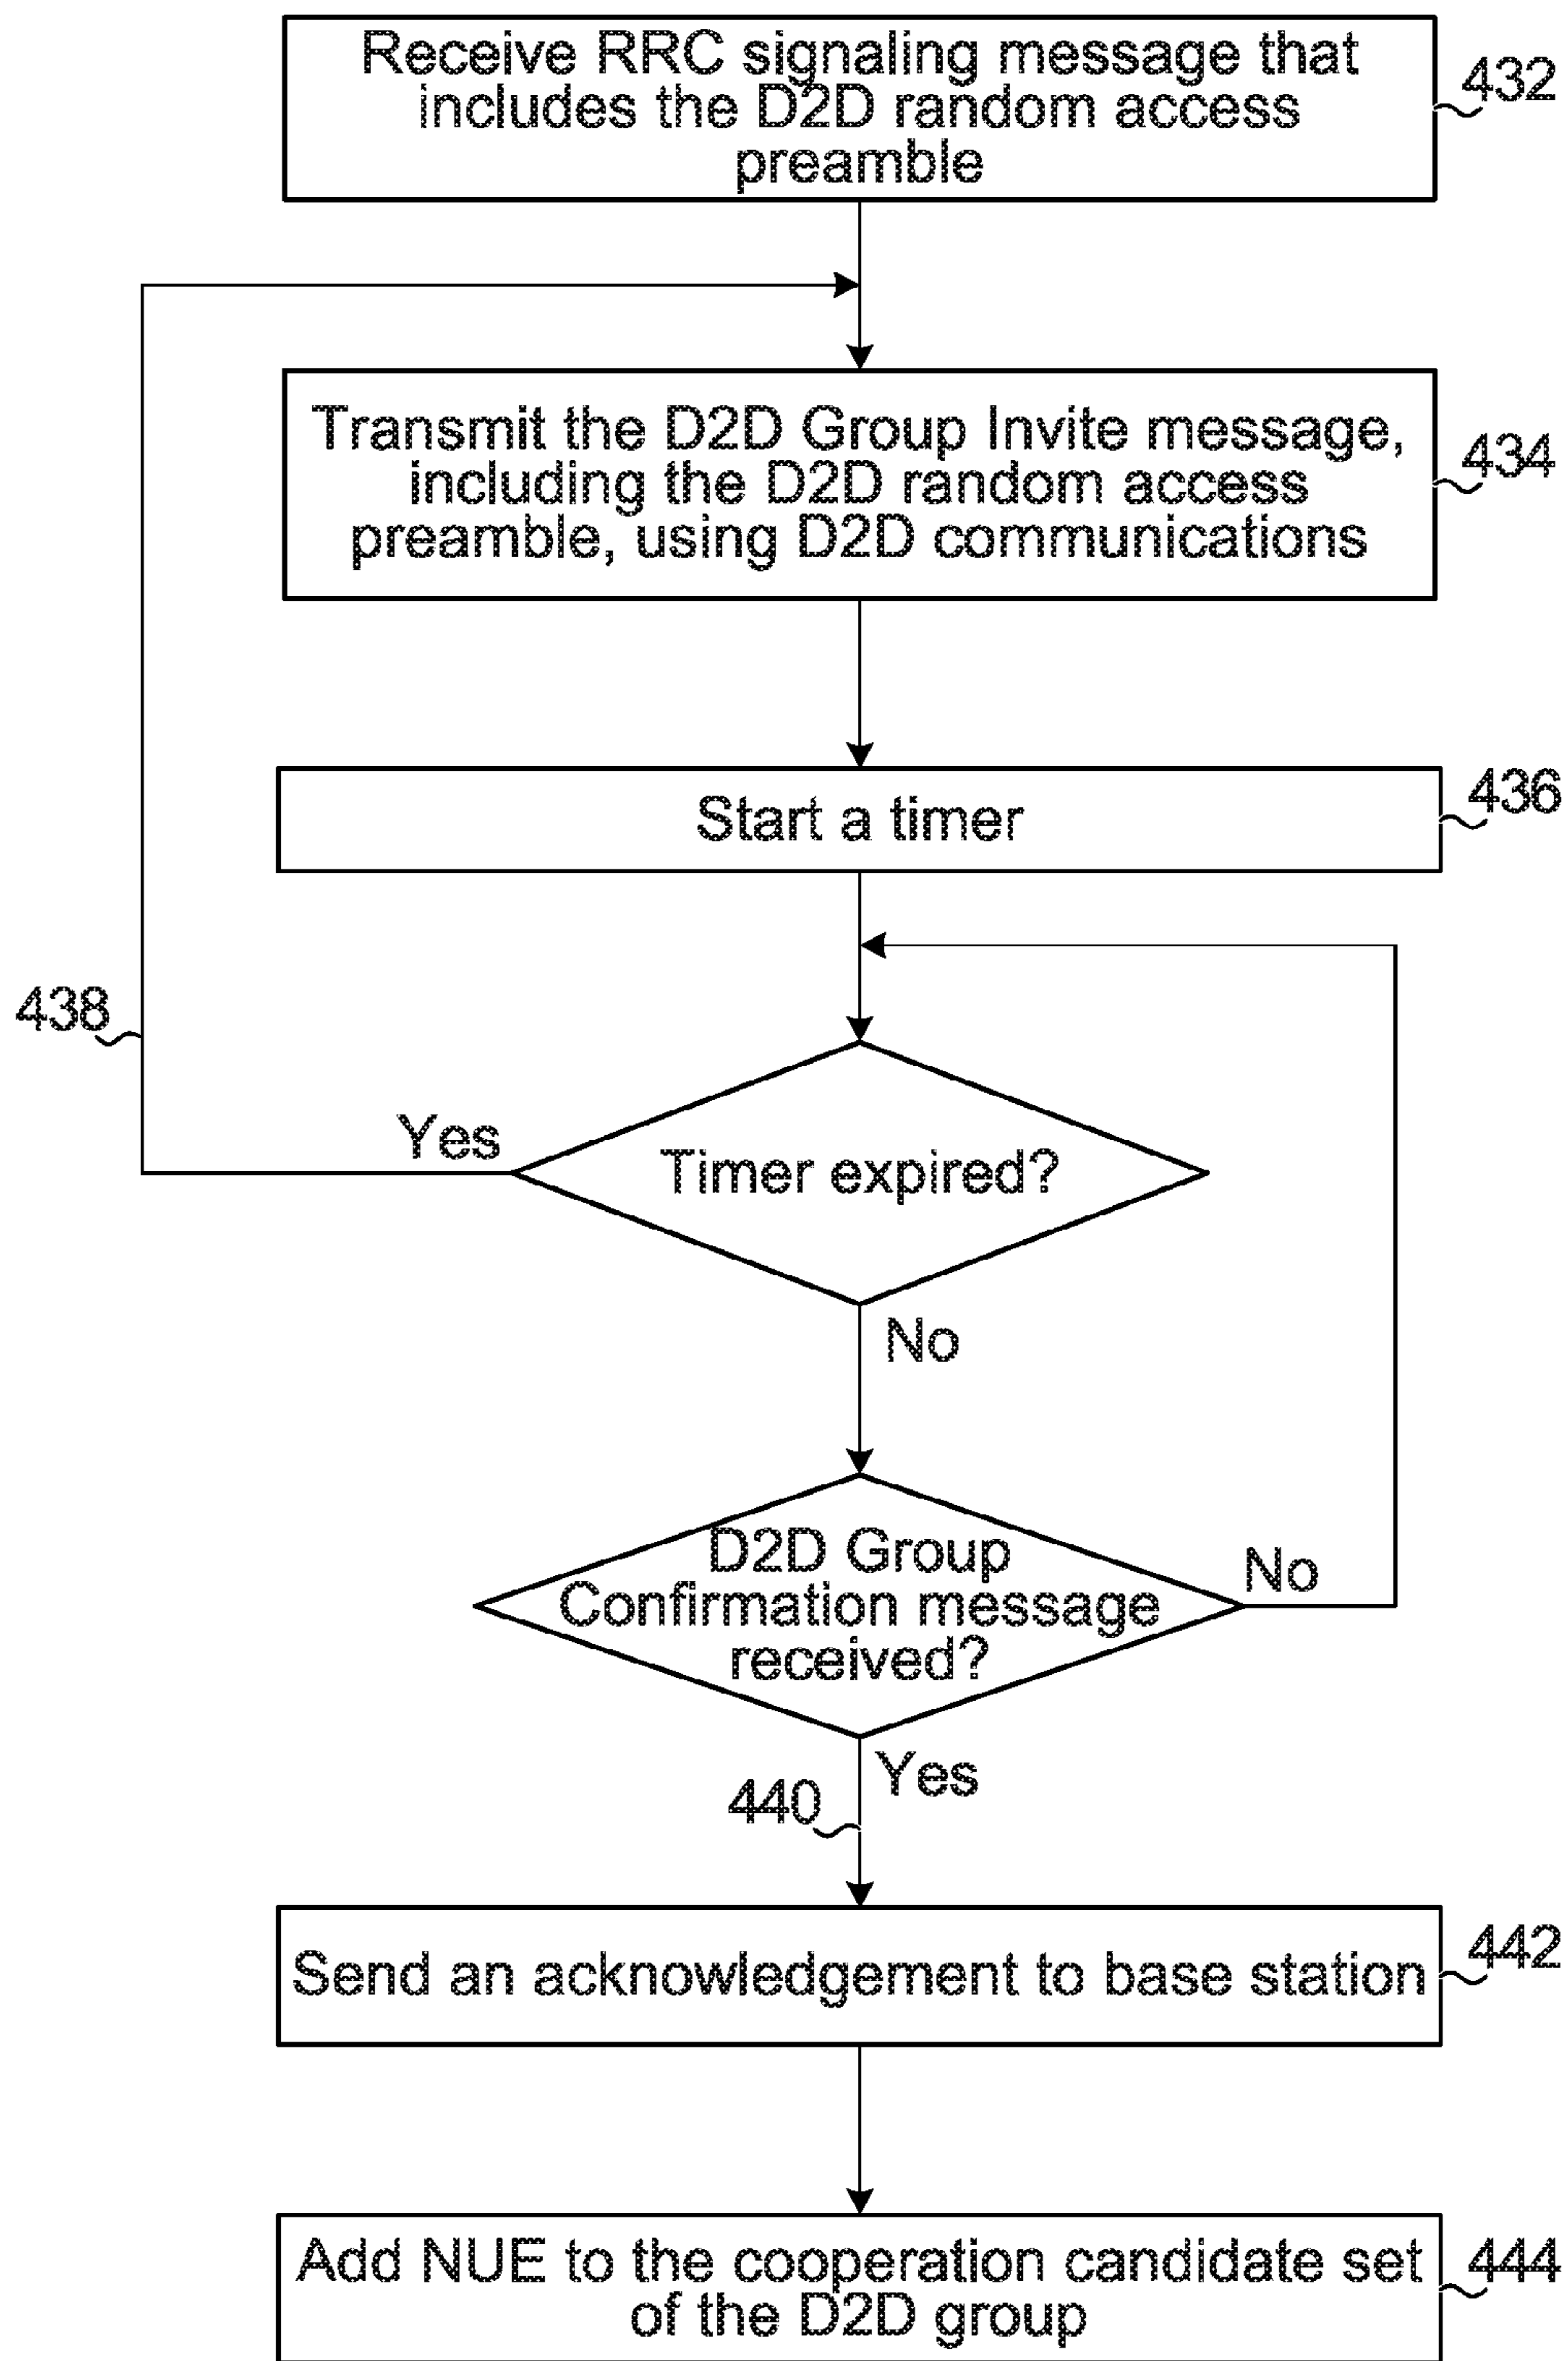 Receive RRC signaling message that
includes the D2D random access
preamble
432
Transmit the D2D Group Invite message,
including the D2D random access
preamble, using D2D communications
434
Start a timer
436
438
Yes
Timer expired?
No
D2D Group
Confirmation message
received?
No
Yes
440
Send an acknowledgement to base station
442
Add NUE to the cooperation candidate set
of the D2D group
444